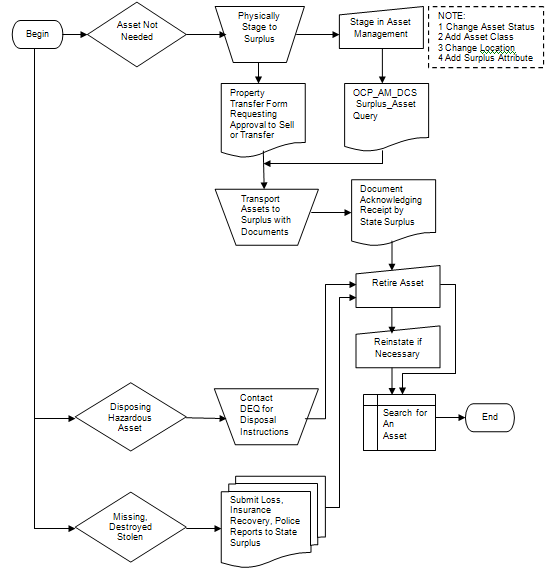 Begin
Asset Not
Needed
Physically
Stage to
Surplus
Stage in Asset
Management
NOTE:
1 Change Asset Status
2 Add Asset Class
3 Change Location
4 Add Surplus Attribute
Property
Transfer Form
Requesting
Approval to Sell
or Transfer
OCP_AM_DCS
Surplus_Asset
Query
Transport
Assets to
Surplus with
Documents
Document
Acknowledging
Receipt by
State Surplus
Retire Asset
Reinstate if
Necessary
Disposing
Hazardous
Asset
Contact
DEQ for
Disposal
Instructions
Search for
An
Asset
End
Missing,
Destroyed
Stolen
Submit Loss,
Insurance
Recovery, Police
Reports to State
Surplus